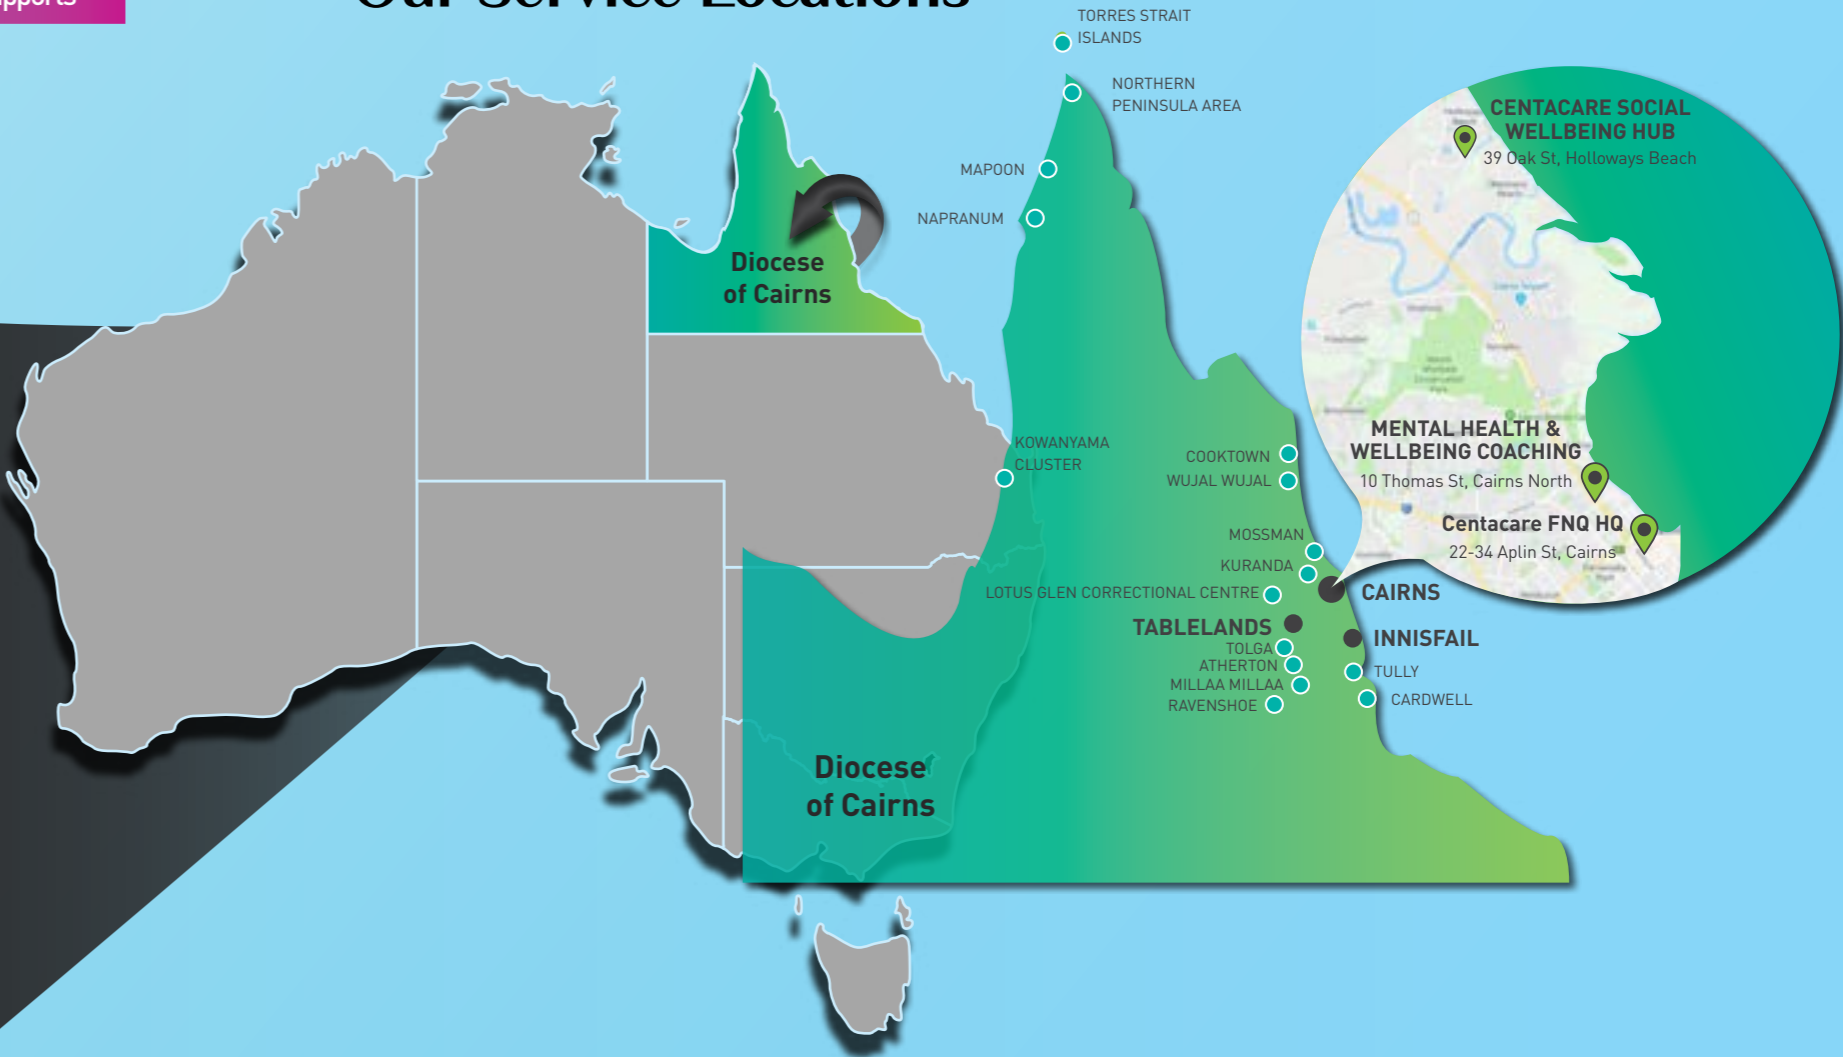 Our Service Locations
TORRES STRAIT
ISLANDS
NORTHERN
PENINSULA AREA
MAPOON
NAPRANUM
Diocese
of Cairns
KOWANYAMA
CLUSTER
COOKTOWN
WUJAL WUJAL
MOSSMAN
KURANDA
LOTUS GLEN CORRECTIONAL CENTRE
CAIRNS
TABLELANDS
INNISFAIL
TOLGA
ATHERTON
TULLY
MILLAA MILLAA
RAVENSHOE
CARDWELL
Diocese
of Cairns
CENTACARE SOCIAL
WELLBEING HUB
39 Oak St, Holloways Beach
MENTAL HEALTH &
WELLBEING COACHING
10 Thomas St, Cairns North
Centacare FNQ HQ
22-34 Aplin St, Cairns